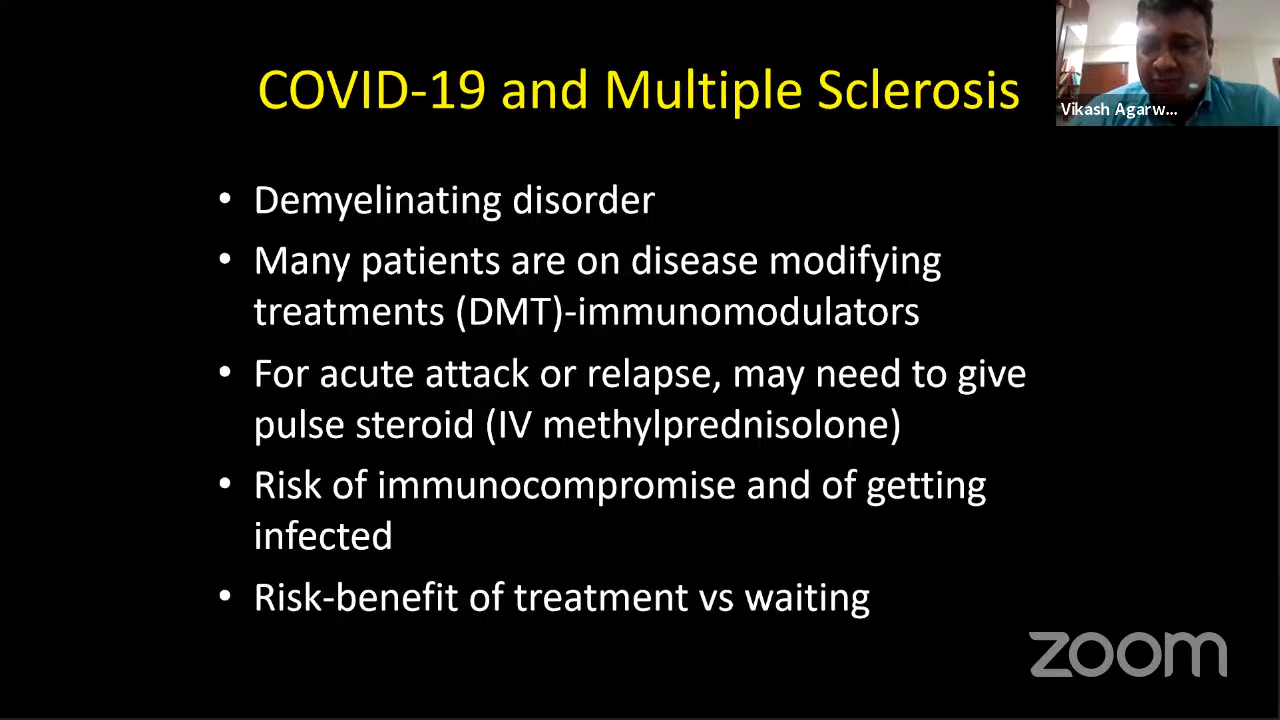 COVID-19 and Multiple Sclerosis
Vikash Agarw...
• Demyelinating disorder
• Many patients are on disease modifying
treatments (DMT)-immunomodulators
• For acute attack or relapse, may need to give
pulse steroid (IV methylprednisolone)
• Risk of immunocompromise and of getting
infected
• Risk-benefit of treatment vs waiting
zoom